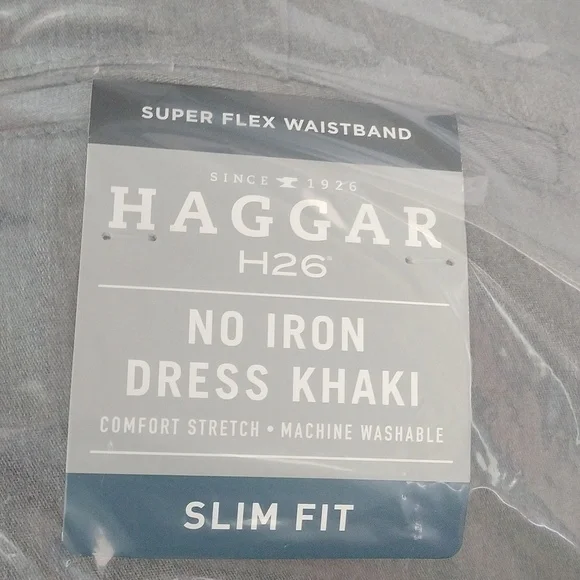 SUPER FLEX WAISTBAND
SINCE 1926
HAGGAR
H26®
NO IRON
DRESS KHAKI
COMFORT STRETCH • MACHINE WASHABLE
SLIM FIT